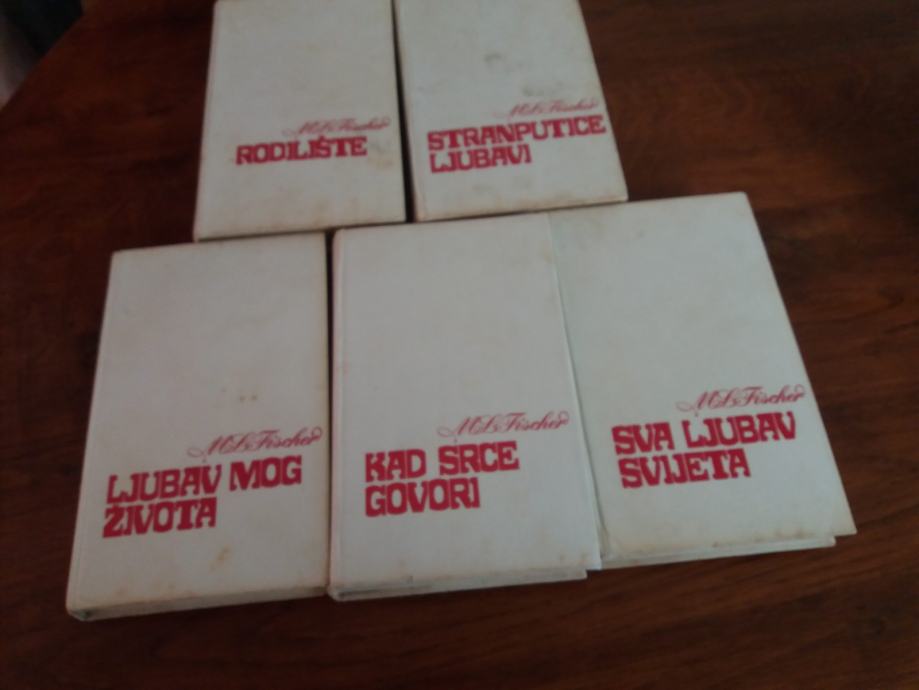 M.L. Fischer
RODILIŠTE
M.L. Fischer
STRANPUTICE
LJUBAVI
M.L. Fischer
LJUBAV MOG
ŽIVOTA
M.L. Fischer
KAD SRCE
GOVORI
M.L. Fischer
SVA LJUBAV
SVIJETA